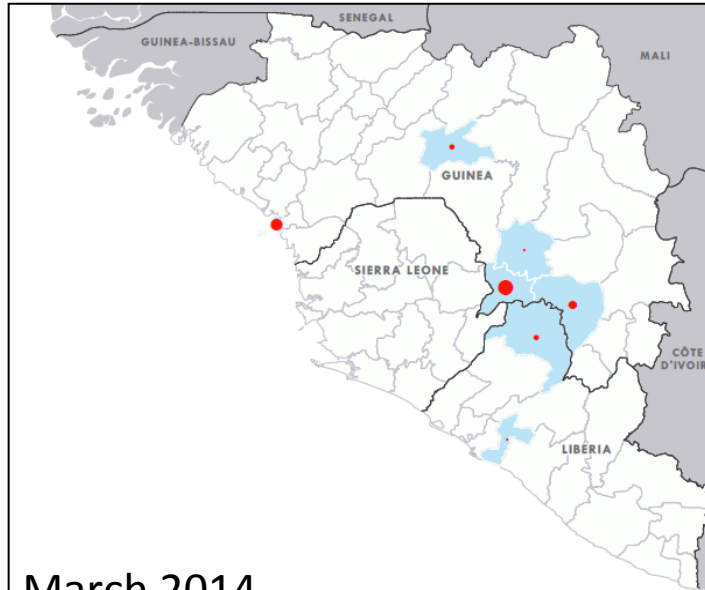 SENEGAL
GUINEA-BISSAU
MALI
GUINEA
SIERRA LEONE
CÔTE
D'IVOIR
LIBERIA
March 2014